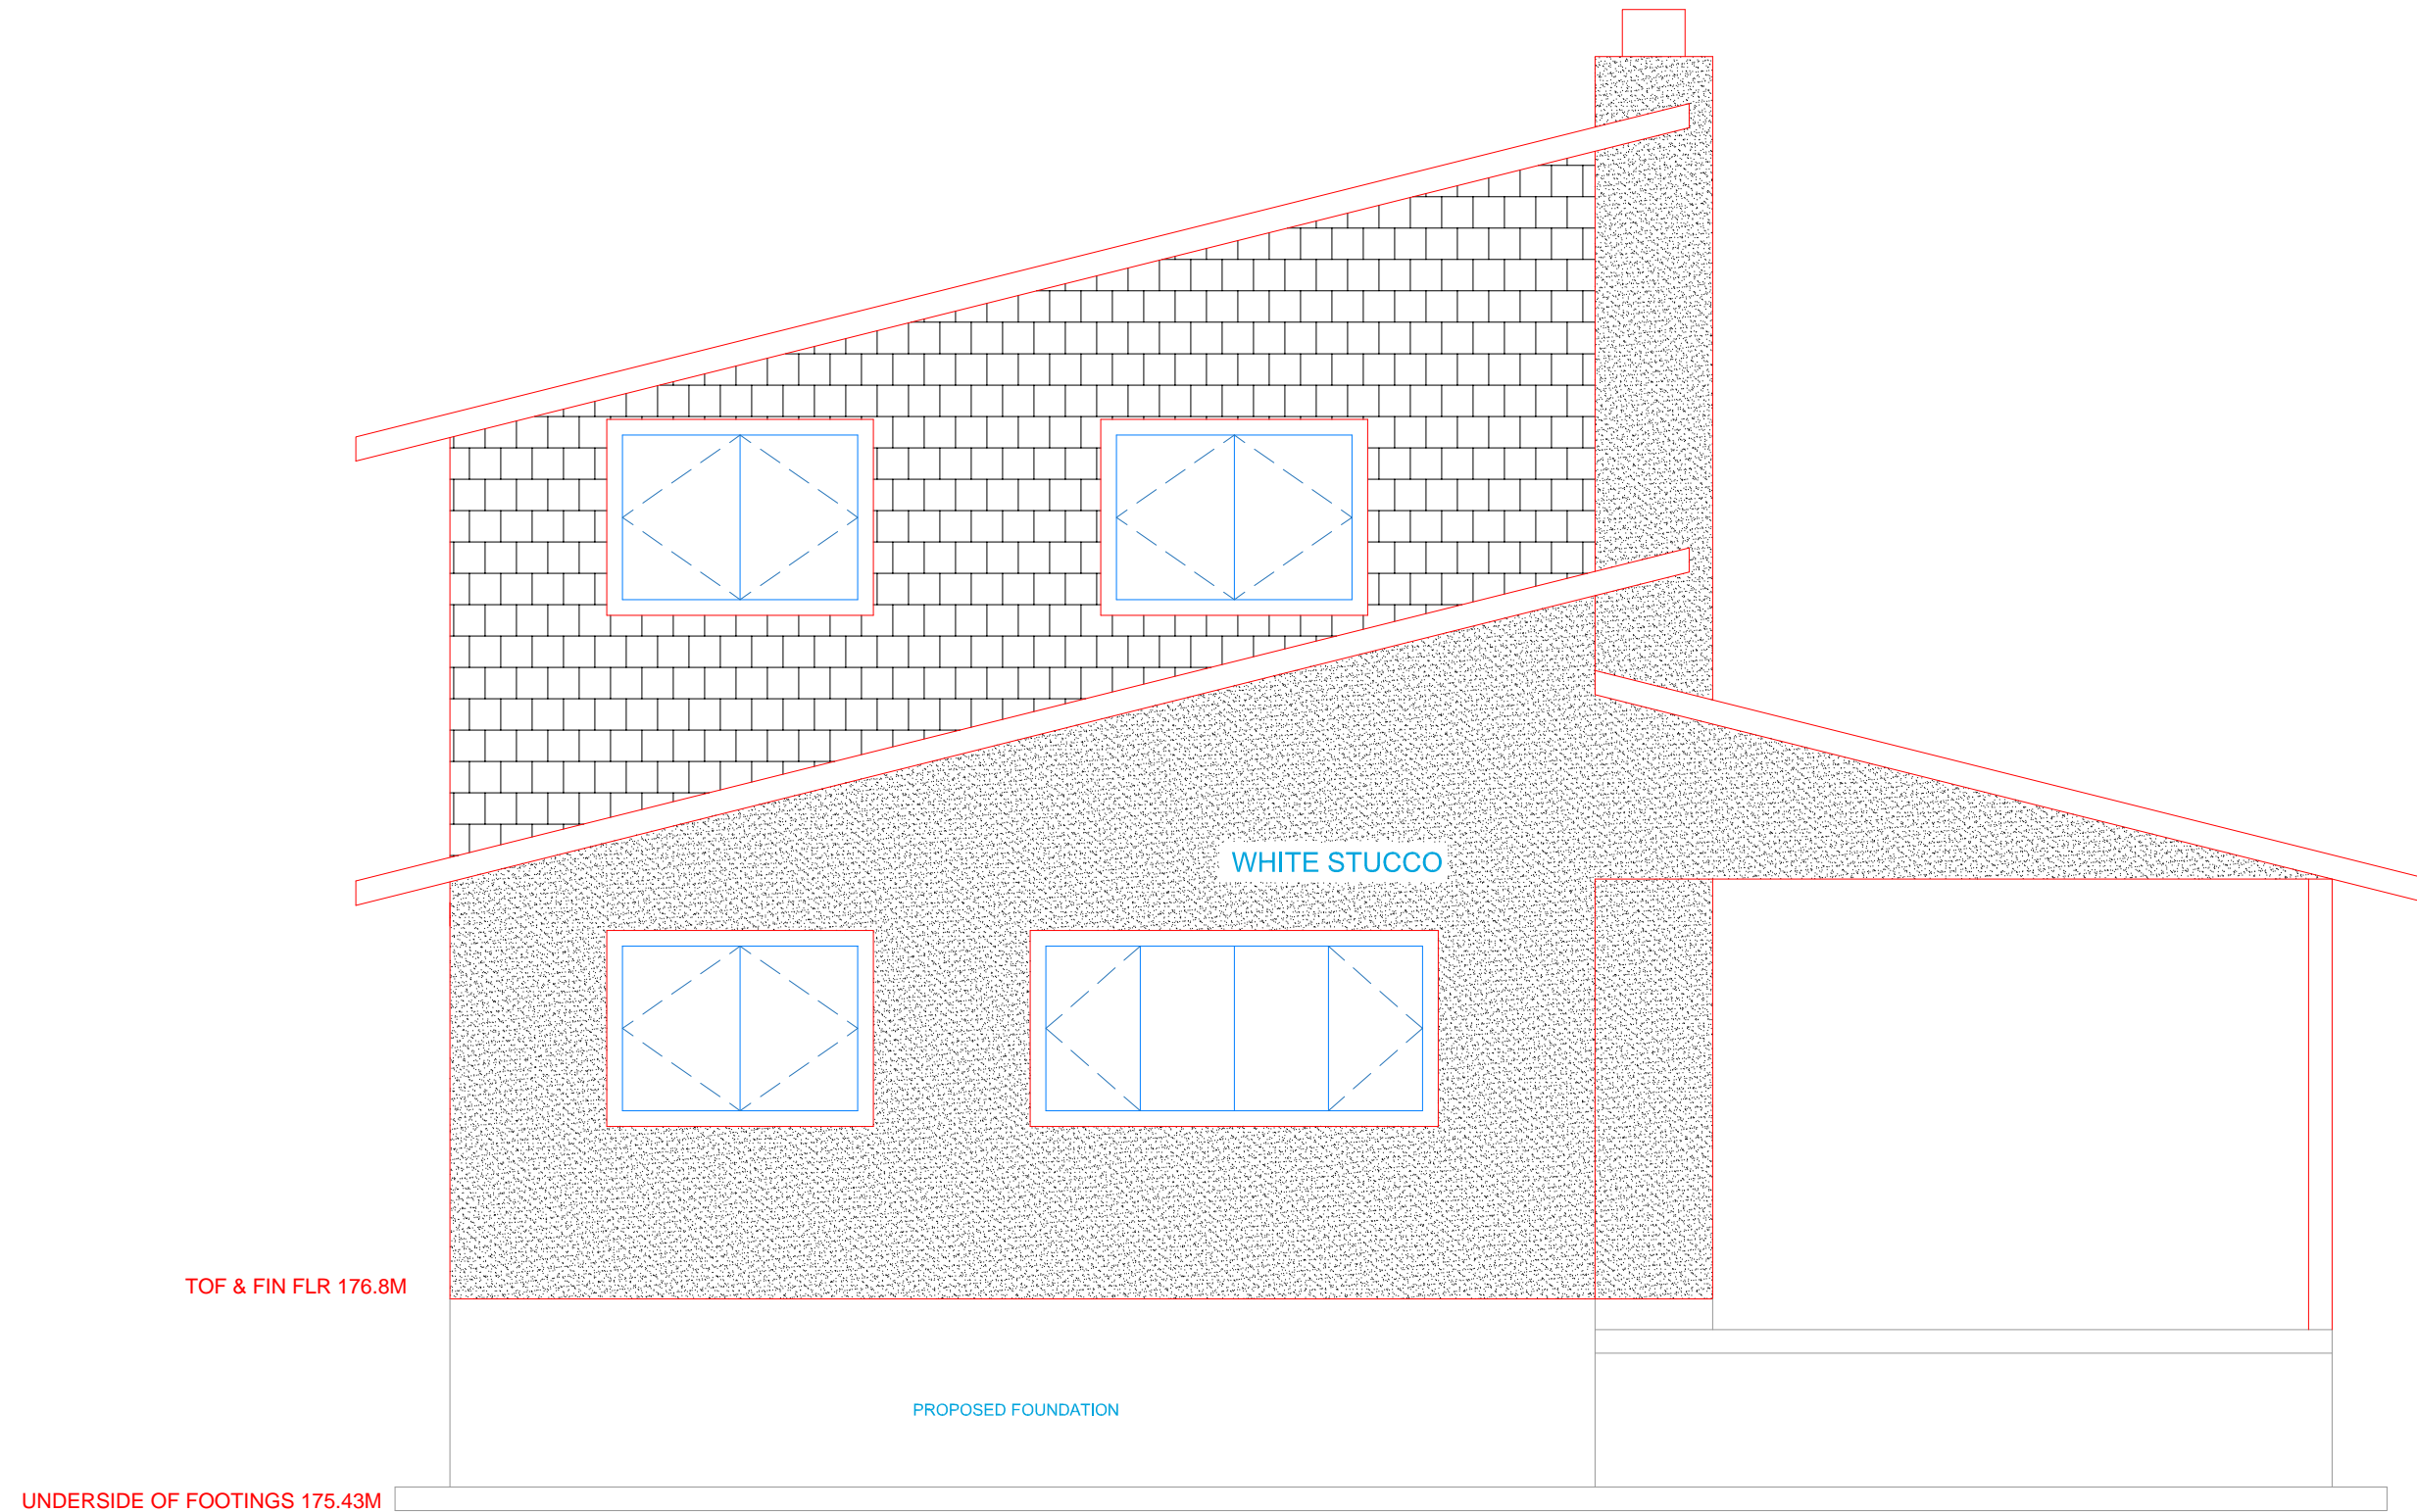 WHITE STUCCO
TOF & FIN FLR 176.8M
PROPOSED FOUNDATION
UNDERSIDE OF FOOTINGS 175.43M